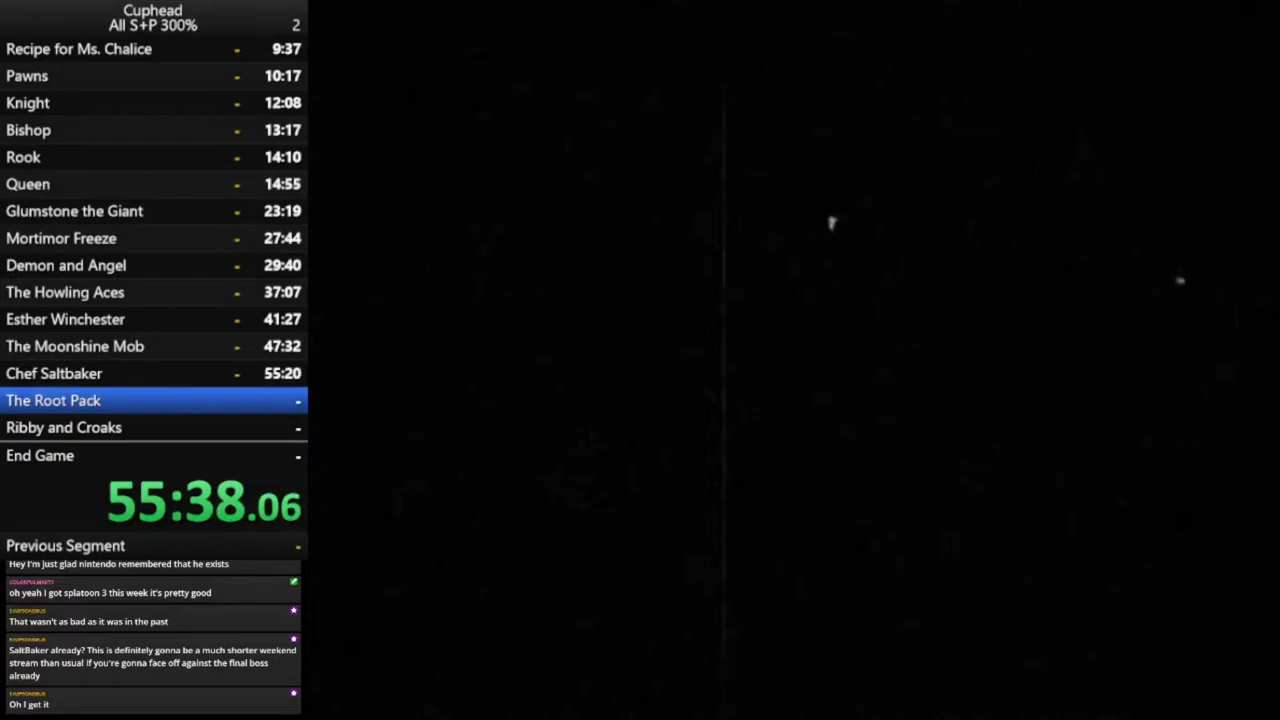 Cuphead
All S+P 300% 2
Recipe for Ms. Chalice - 9:37
Pawns - 10:17
Knight - 12:08
Bishop - 13:17
Rook - 14:10
Queen - 14:55
Glumstone the Giant - 23:19
Mortimor Freeze - 27:44
Demon and Angel - 29:40
The Howling Aces - 37:07
Esther Winchester - 41:27
The Moonshine Mob - 47:32
Chef Saltbaker - 55:20
The Root Pack -
Ribby and Croaks -
End Game -
55:38.06
Previous Segment -
Hey I'm just glad nintendo remembered that he exists
oh yeah I got splatoon 3 this week it's pretty good
That wasn't as bad as it was in the past
SaltBaker already? This is definitely gonna be a much shorter weekend
stream than usual if you're gonna face off against the final boss
already
Oh I get it